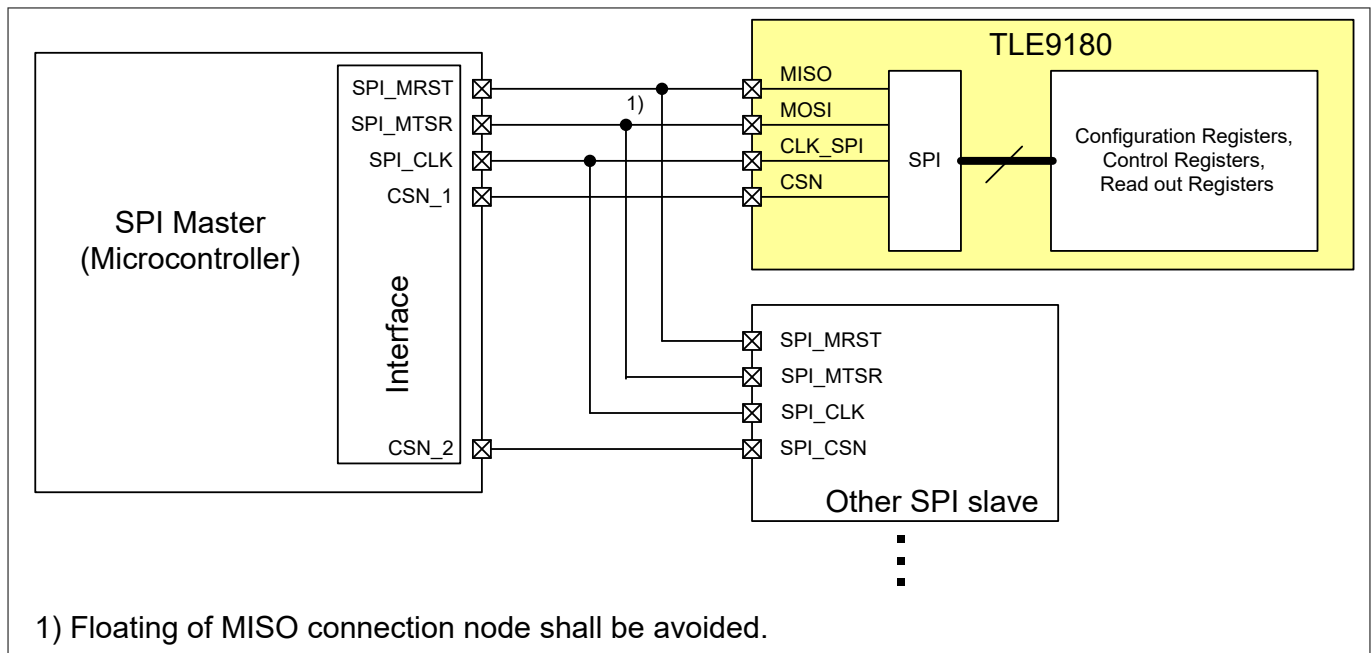 TLE9180
SPI_MRST
SPI_MTSR
SPI_CLK
CSN_1
SPI Master
(Microcontroller)
Interface
CSN_2
1)
MISO
MOSI
CLK_SPI
CSN
SPI
Configuration Registers,
Control Registers,
Read out Registers
SPI_MRST
SPI_MTSR
SPI_CLK
SPI_CSN
Other SPI slave
1) Floating of MISO connection node shall be avoided.